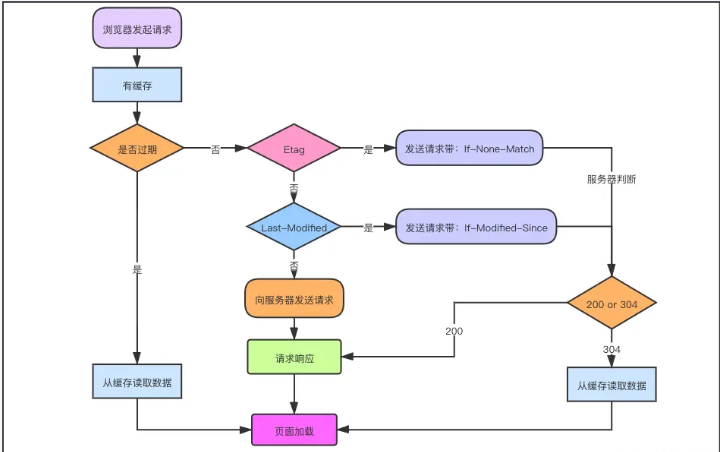 浏览器发起请求
有缓存
是否过期
否
Etag
是
发送请求带：If-None-Match
服务器判断
否
Last-Modified
是
发送请求带：If-Modified-Since
是
否
向服务器发送请求
200 or 304
200
请求响应
304
从缓存读取数据
从缓存读取数据
页面加载